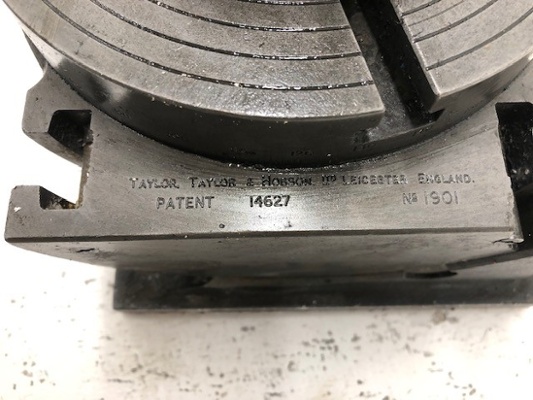 TAYLOR, TAYLOR & HOBSON. LTD LEICESTER, ENGLAND.
PATENT 14627 No 1901